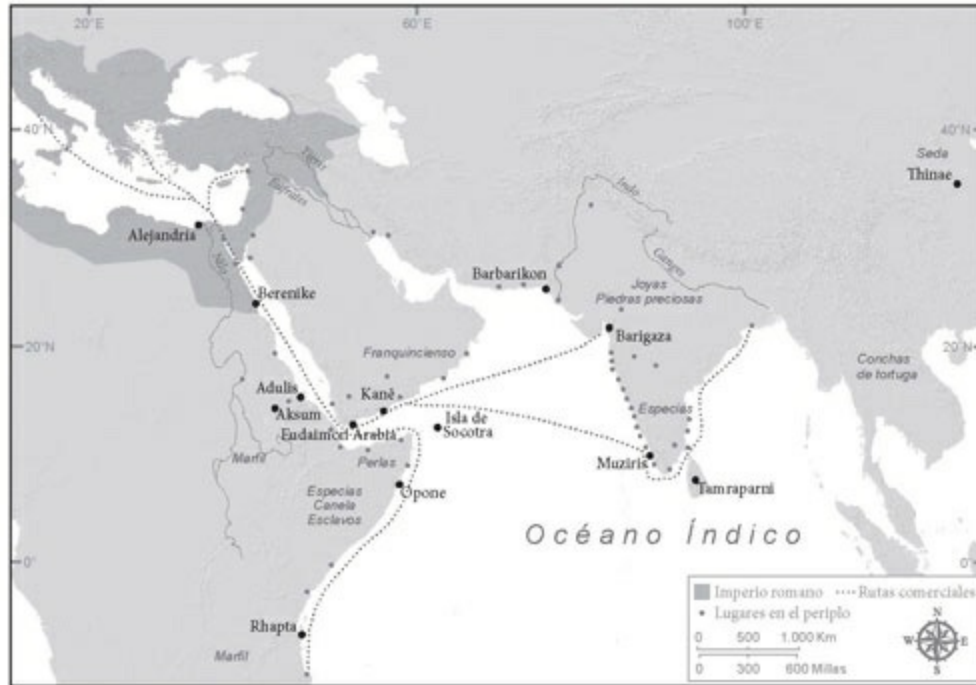 20°E
60°E
100°E
40°N
40°N
Seda
Thinae
Tigris
Éufrates
Indo
Alejandría
Nilo
Ganges
Barbarikon
Joyas
Piedras preciosas
Berenike
Barigaza
20°N
20°N
Franquincienso
Conchas
de tortuga
Adulis
Kanê
Aksum
Isla de
Socotra
Especias
Eudaimon Arabia
Marfil
Perlas
Muziris
Opone
Tamraparni
Especias
Canela
Esclavos
Océano Índico
0°
0°
Imperio romano
Rutas comerciales
Lugares en el periplo
Rhapta
0 500 1.000 Km
0 300 600 Millas
N
W E
S
Marfil